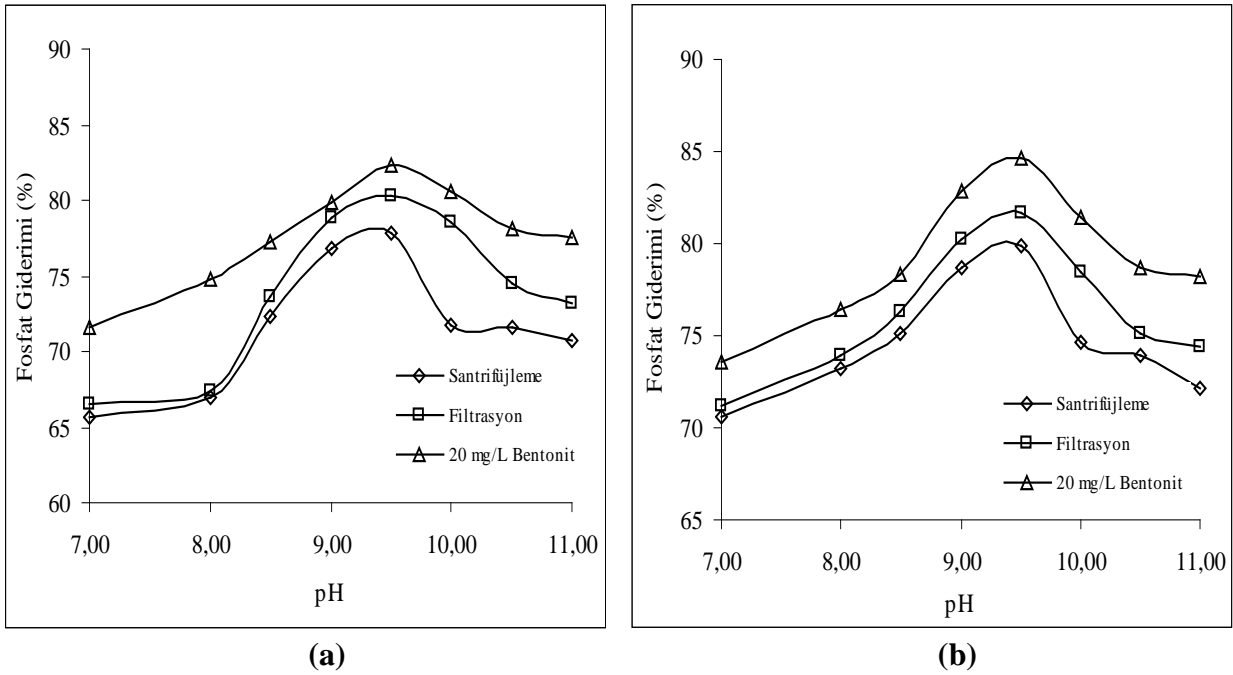 90
85
80
75
70
65
60
Fosfat Giderimi (%)
7,00 8,00 9,00 10,00 11,00
pH
Santrifüjleme
Filtrasyon
20 mg/L Bentonit
(a)
90
85
80
75
70
65
Fosfat Giderimi (%)
7,00 8,00 9,00 10,00 11,00
pH
Santrifüjleme
Filtrasyon
20 mg/L Bentonit
(b)